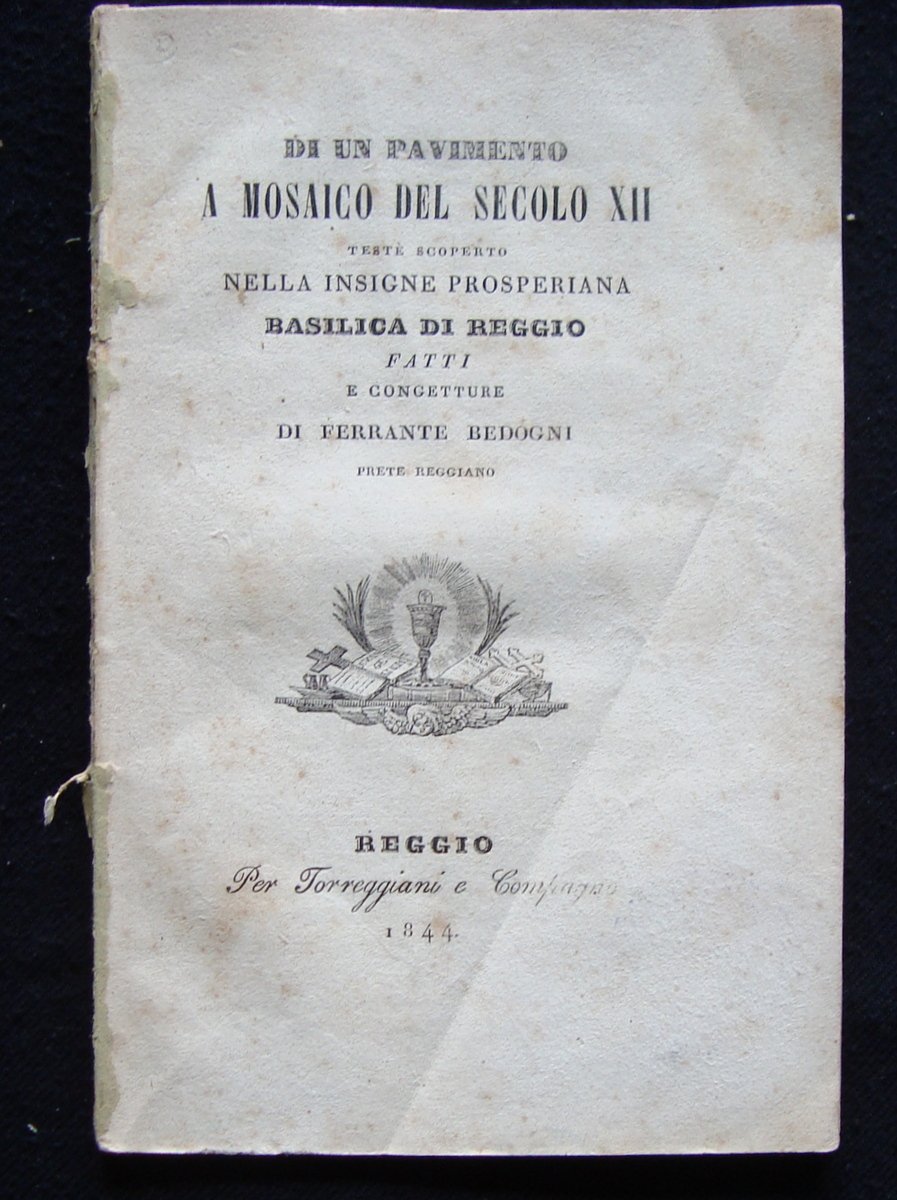 DI UN PAVIMENTO
A MOSAICO DEL SECOLO XII
TESTÈ SCOPERTO
NELLA INSIGNE PROSPERIANA
BASILICA DI REGGIO
FATTI
E CONGETTURE
DI FERRANTE BEDOGNI
PRETE REGGIANO
REGGIO
Per Torreggiani e Compagno
1844.